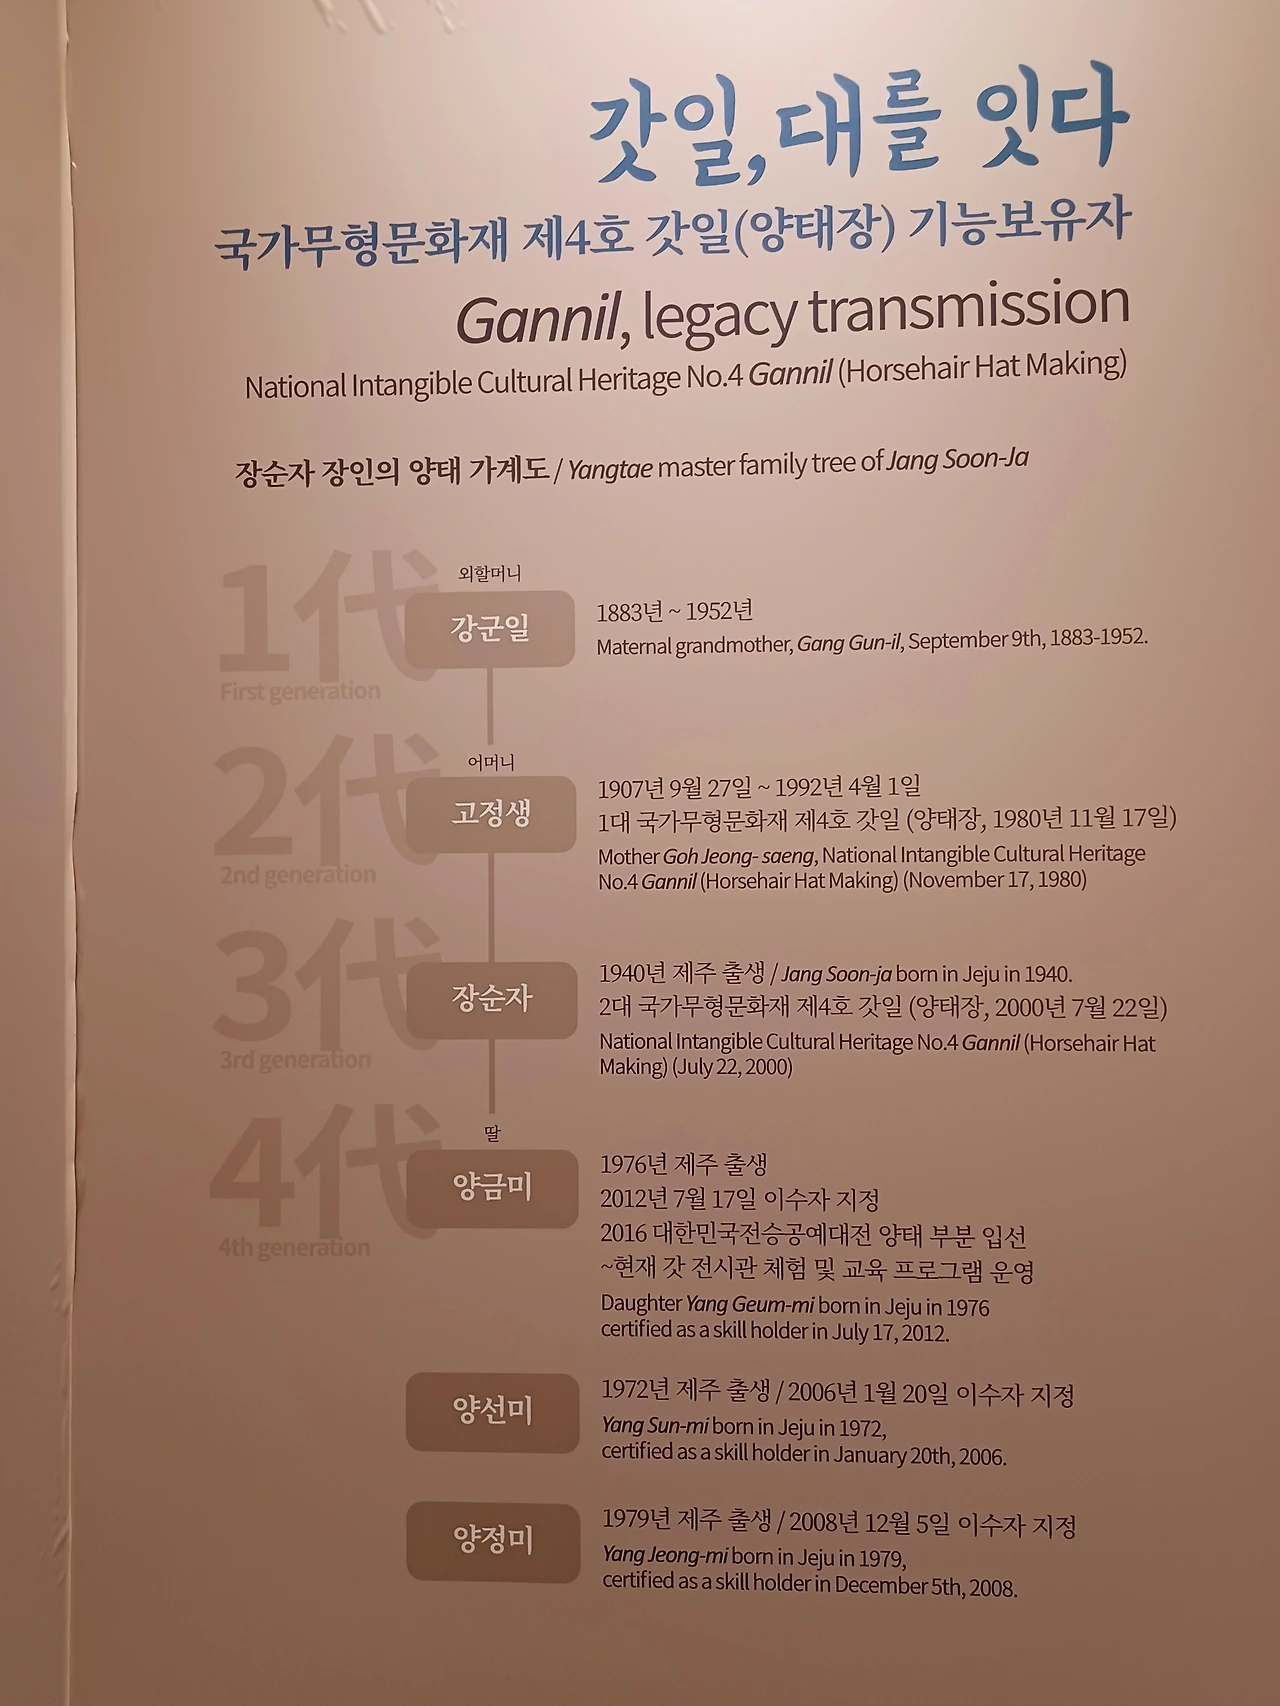 갓일, 대를 잇다
국가무형문화재 제4호 갓일(양태장) 기능보유자
Gannil, legacy transmission
National Intangible Cultural Heritage No.4 Gannil (Horsehair Hat Making)
장순자 장인의 양태 가계도 / Yangtae master family tree of Jang Soon-Ja
1代
First generation
외할머니
강군일
1883년 ~ 1952년
Maternal grandmother, Gang Gun-il, September 9th, 1883-1952.
2代
2nd generation
어머니
고정생
1907년 9월 27일 ~ 1992년 4월 1일
1대 국가무형문화재 제4호 갓일 (양태장, 1980년 11월 17일)
Mother Goh Jeong- saeng, National Intangible Cultural Heritage
No.4 Gannil (Horsehair Hat Making) (November 17, 1980)
3代
3rd generation
장순자
1940년 제주 출생 / Jang Soon-ja born in Jeju in 1940.
2대 국가무형문화재 제4호 갓일 (양태장, 2000년 7월 22일)
National Intangible Cultural Heritage No.4 Gannil (Horsehair Hat
Making) (July 22, 2000)
4代
4th generation
딸
양금미
1976년 제주 출생
2012년 7월 17일 이수자 지정
2016 대한민국전승공예대전 양태 부분 입선
~현재 갓 전시관 체험 및 교육 프로그램 운영
Daughter Yang Geum-mi born in Jeju in 1976
certified as a skill holder in July 17, 2012.
양선미
1972년 제주 출생 / 2006년 1월 20일 이수자 지정
Yang Sun-mi born in Jeju in 1972,
certified as a skill holder in January 20th, 2006.
양정미
1979년 제주 출생 / 2008년 12월 5일 이수자 지정
Yang Jeong-mi born in Jeju in 1979,
certified as a skill holder in December 5th, 2008.